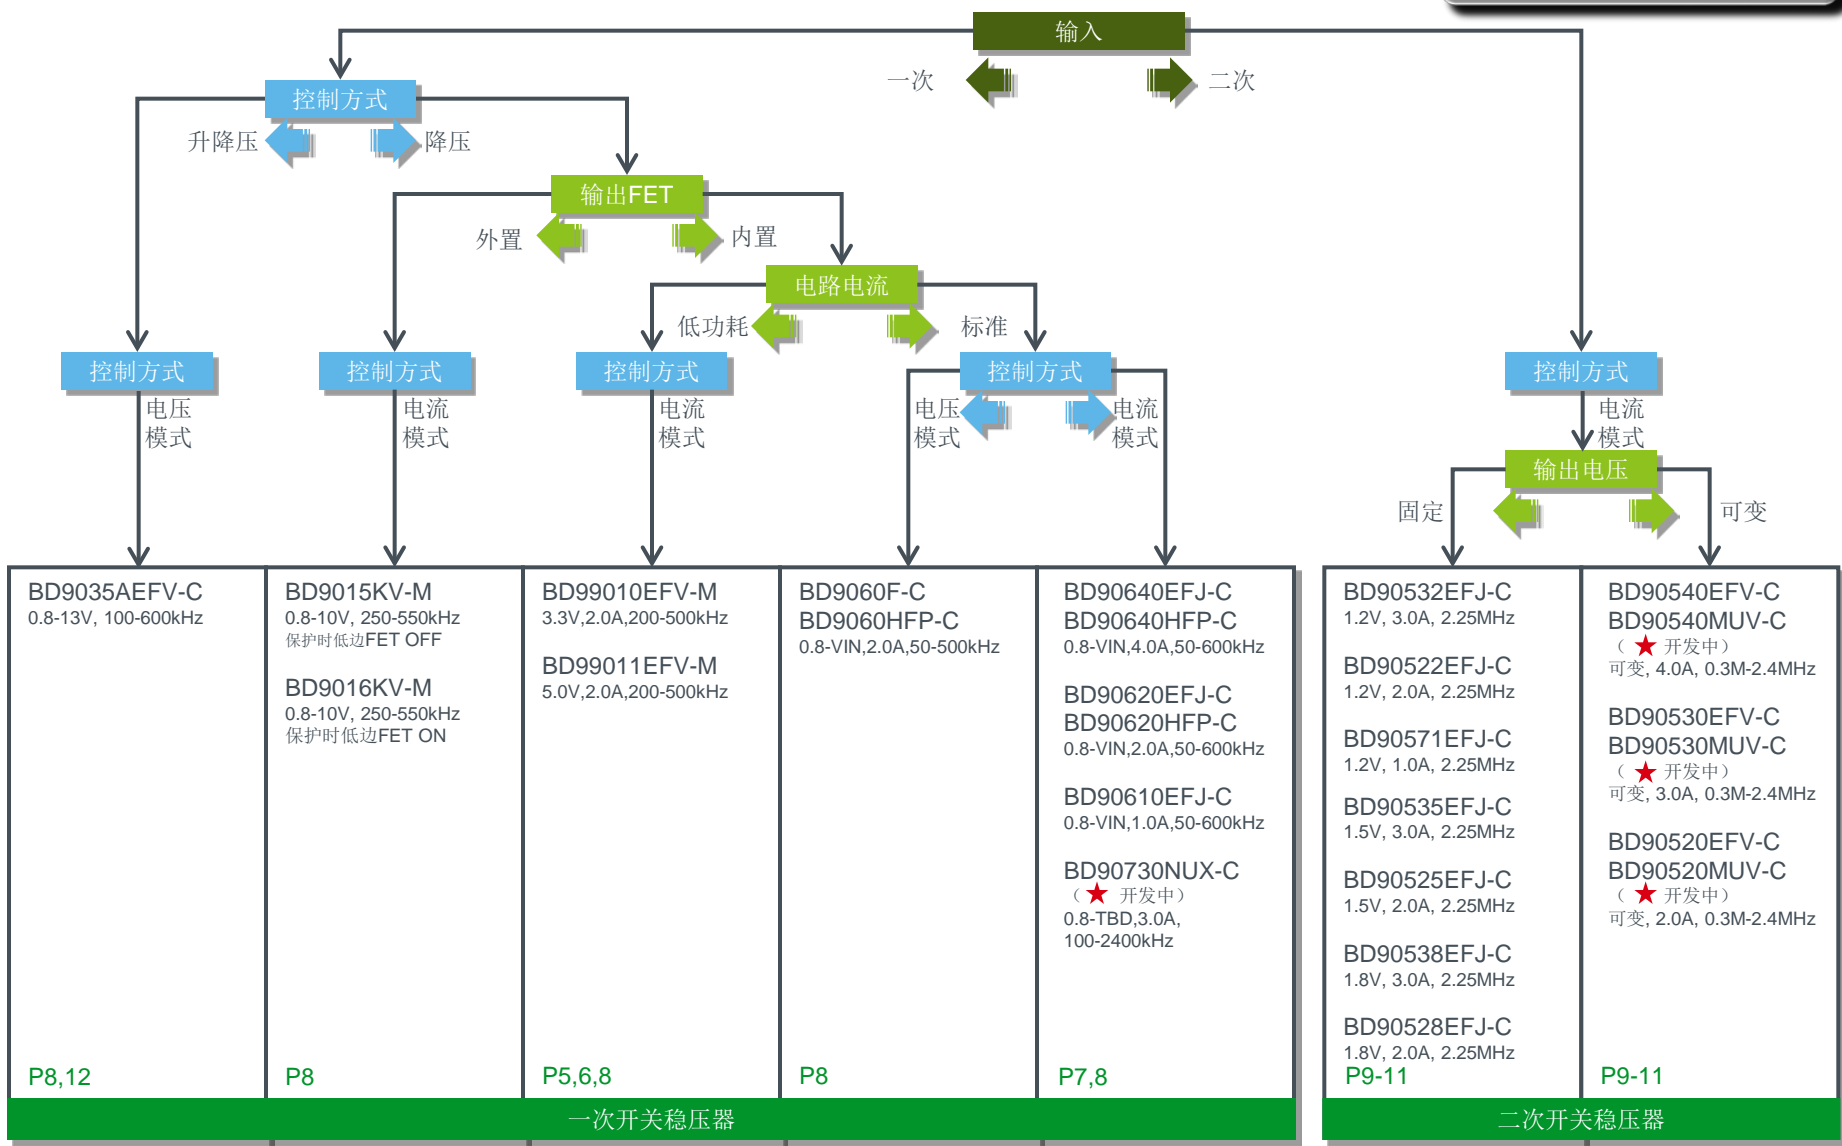 输入
一次
二次
控制方式
升降压
降压
输出FET
外置
内置
电路电流
低功耗
标准
控制方式
电压
模式
控制方式
电流
模式
控制方式
电流
模式
控制方式
电压
模式
电流
模式
控制方式
电流
模式
输出电压
固定
可变
BD9035AEFV-C
0.8-13V, 100-600kHz
P8,12
BD9015KV-M
0.8-10V, 250-550kHz
保护时低边FET OFF
BD9016KV-M
0.8-10V, 250-550kHz
保护时低边FET ON
P8
BD99010EFV-M
3.3V,2.0A,200-500kHz
BD99011EFV-M
5.0V,2.0A,200-500kHz
P5,6,8
BD9060F-C
BD9060HFP-C
0.8-VIN,2.0A,50-500kHz
P8
BD90640EFJ-C
BD90640HFP-C
0.8-VIN,4.0A,50-600kHz
BD90620EFJ-C
BD90620HFP-C
0.8-VIN,2.0A,50-600kHz
BD90610EFJ-C
0.8-VIN,1.0A,50-600kHz
BD90730NUX-C
（★ 开发中）
0.8-TBD,3.0A,
100-2400kHz
P7,8
一次开关稳压器
BD90532EFJ-C
1.2V, 3.0A, 2.25MHz
BD90522EFJ-C
1.2V, 2.0A, 2.25MHz
BD90571EFJ-C
1.2V, 1.0A, 2.25MHz
BD90535EFJ-C
1.5V, 3.0A, 2.25MHz
BD90525EFJ-C
1.5V, 2.0A, 2.25MHz
BD90538EFJ-C
1.8V, 3.0A, 2.25MHz
BD90528EFJ-C
1.8V, 2.0A, 2.25MHz
P9-11
BD90540EFV-C
BD90540MUV-C
（★ 开发中）
可变, 4.0A, 0.3M-2.4MHz
BD90530EFV-C
BD90530MUV-C
（★ 开发中）
可变, 3.0A, 0.3M-2.4MHz
BD90520EFV-C
BD90520MUV-C
（★ 开发中）
可变, 2.0A, 0.3M-2.4MHz
P9-11
二次开关稳压器